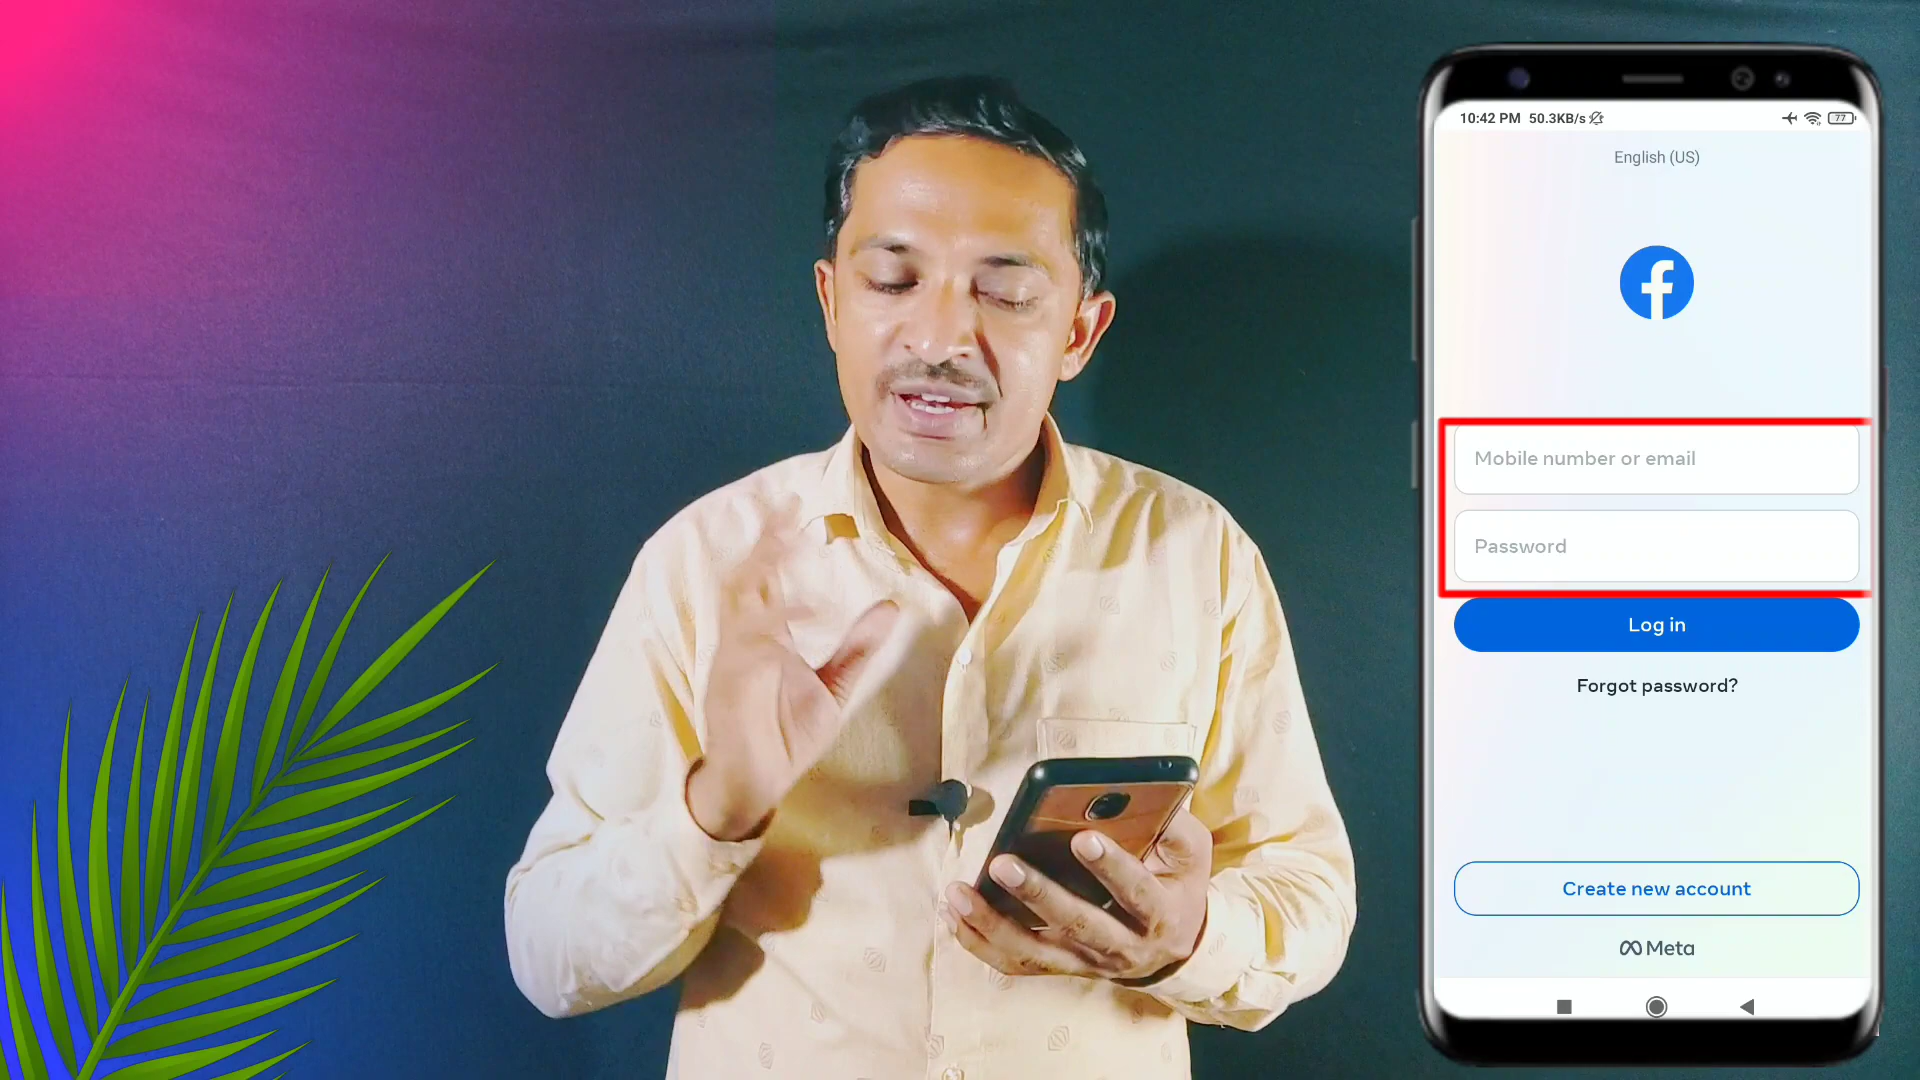 10:42 PM 50.3KB/s
77
English (US)
Mobile number or email
Password
Log in
Forgot password?
Create new account
Meta